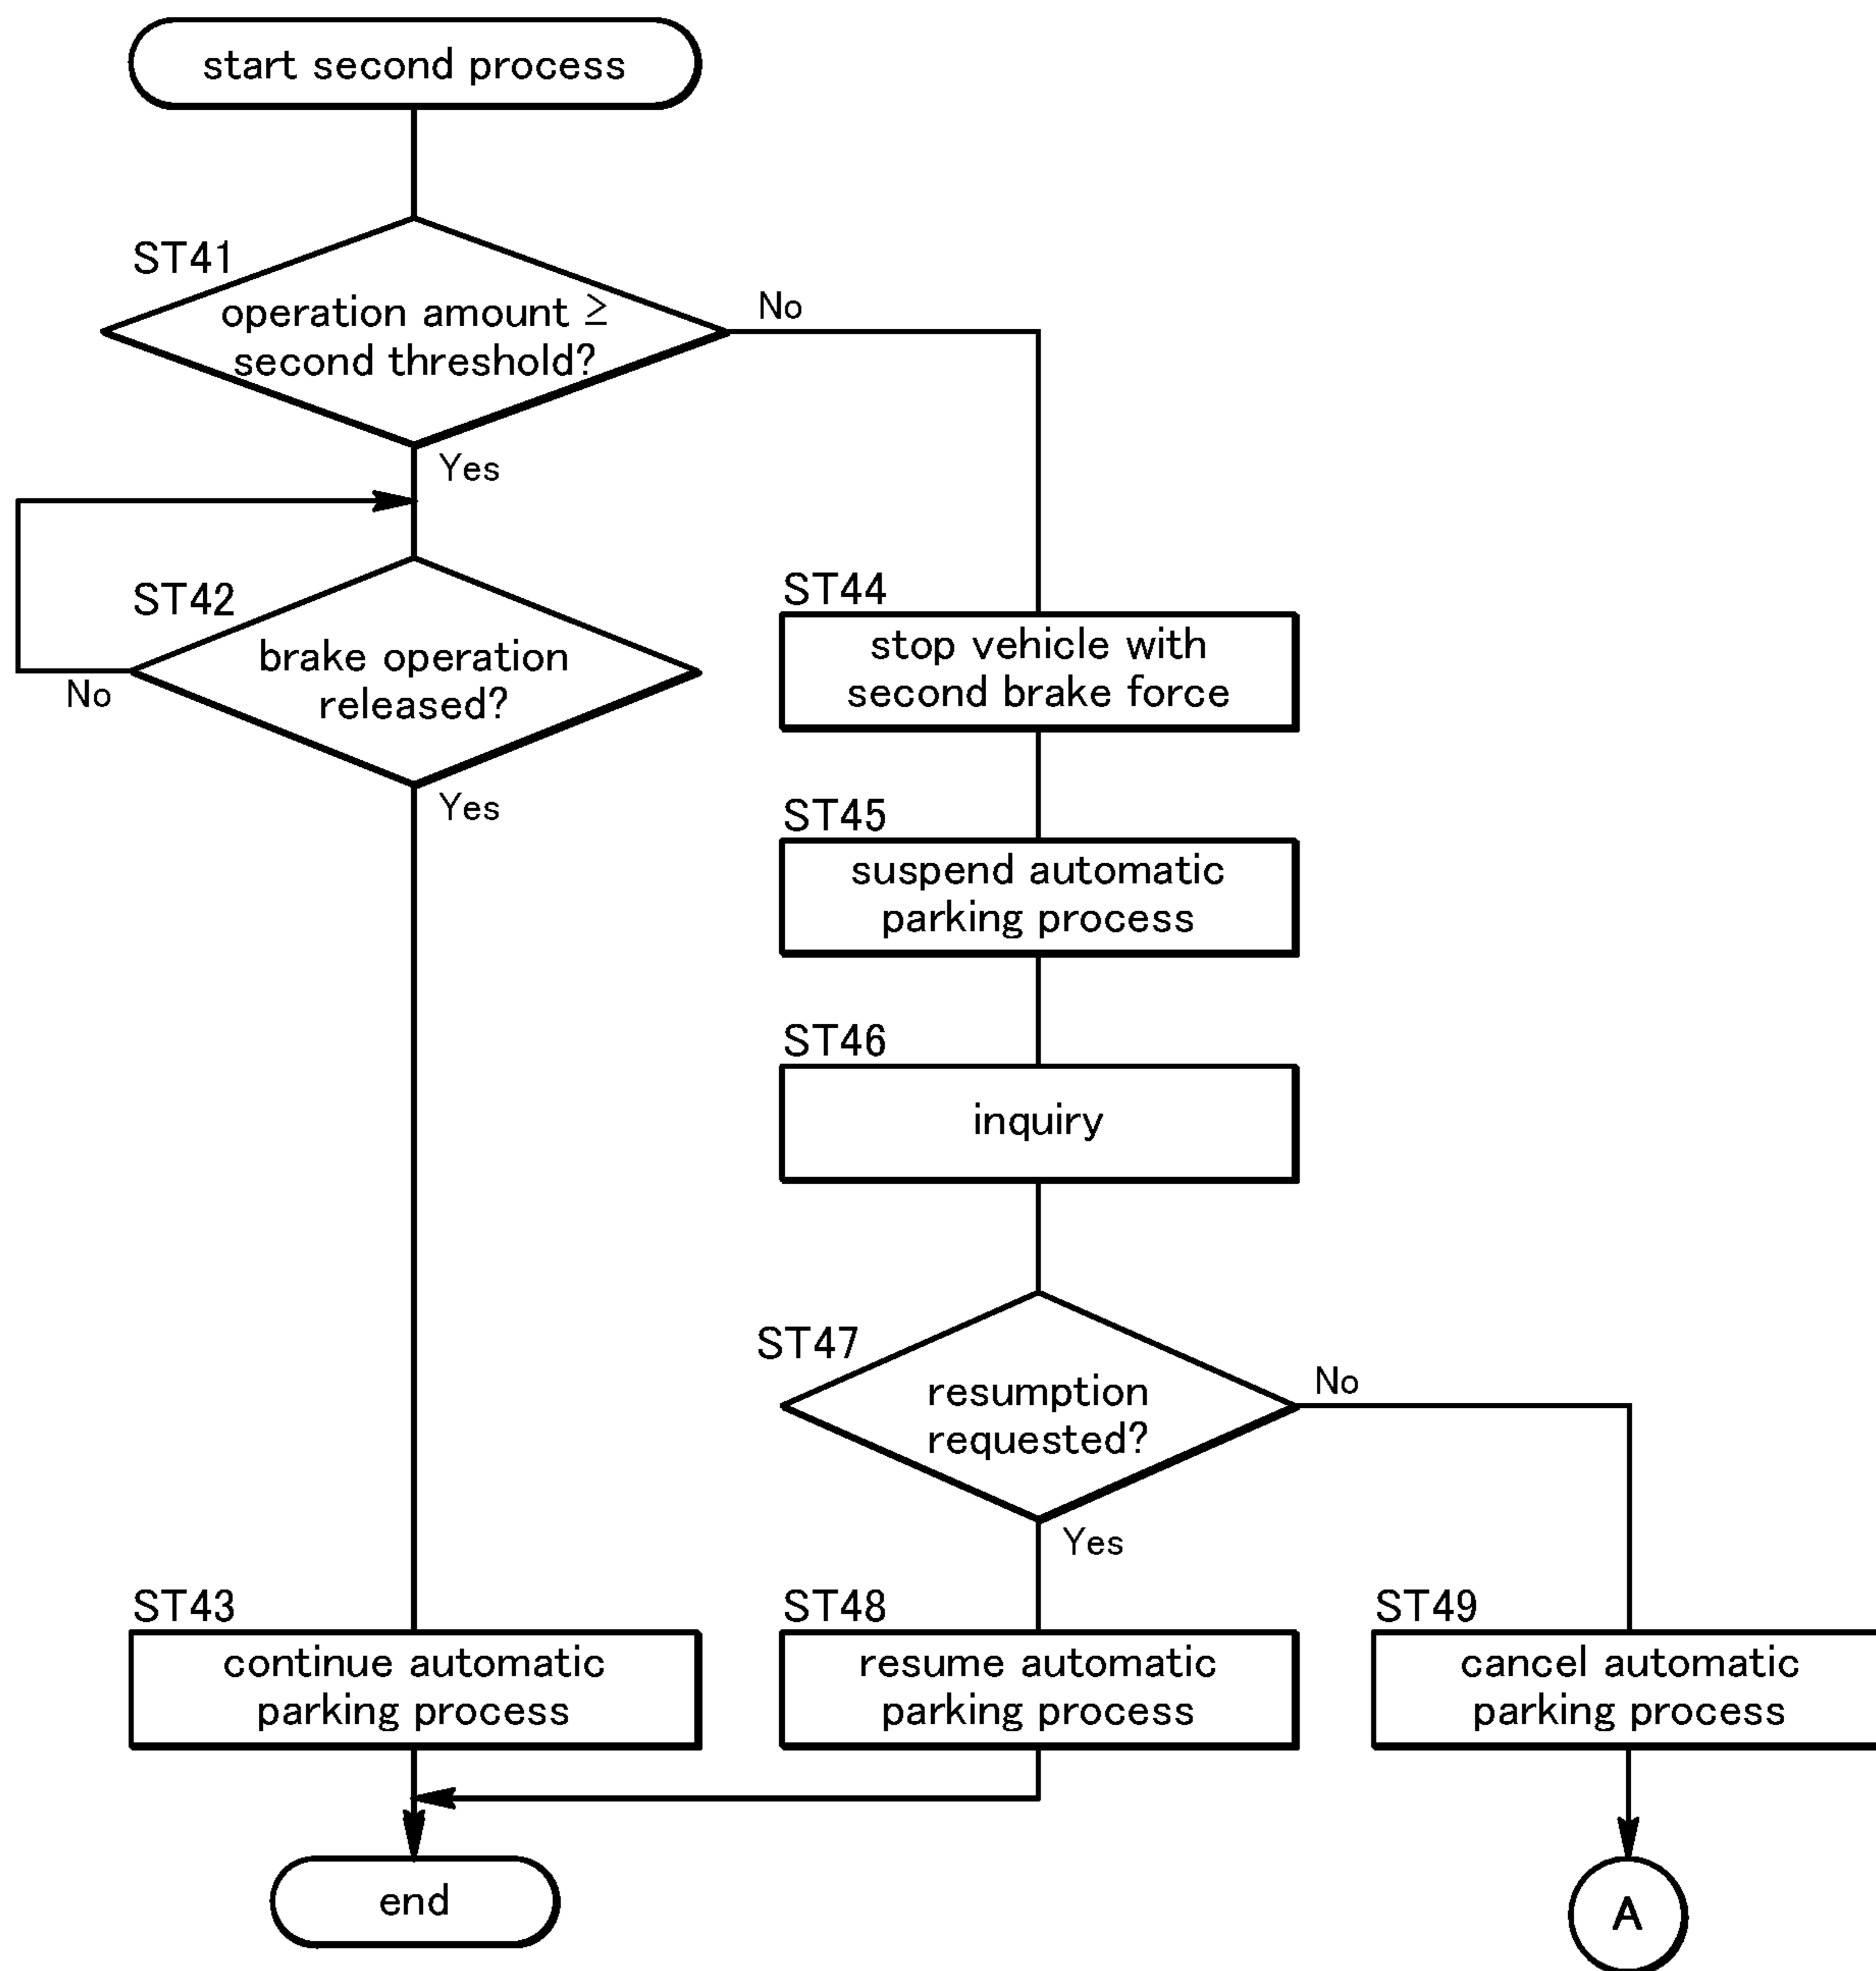 start second process
ST41
operation amount ≥
second threshold?
No
Yes
ST42
brake operation
released?
No
Yes
ST44
stop vehicle with
second brake force
ST45
suspend automatic
parking process
ST46
inquiry
ST47
resumption
requested?
No
Yes
ST43
continue automatic
parking process
ST48
resume automatic
parking process
ST49
cancel automatic
parking process
end
A